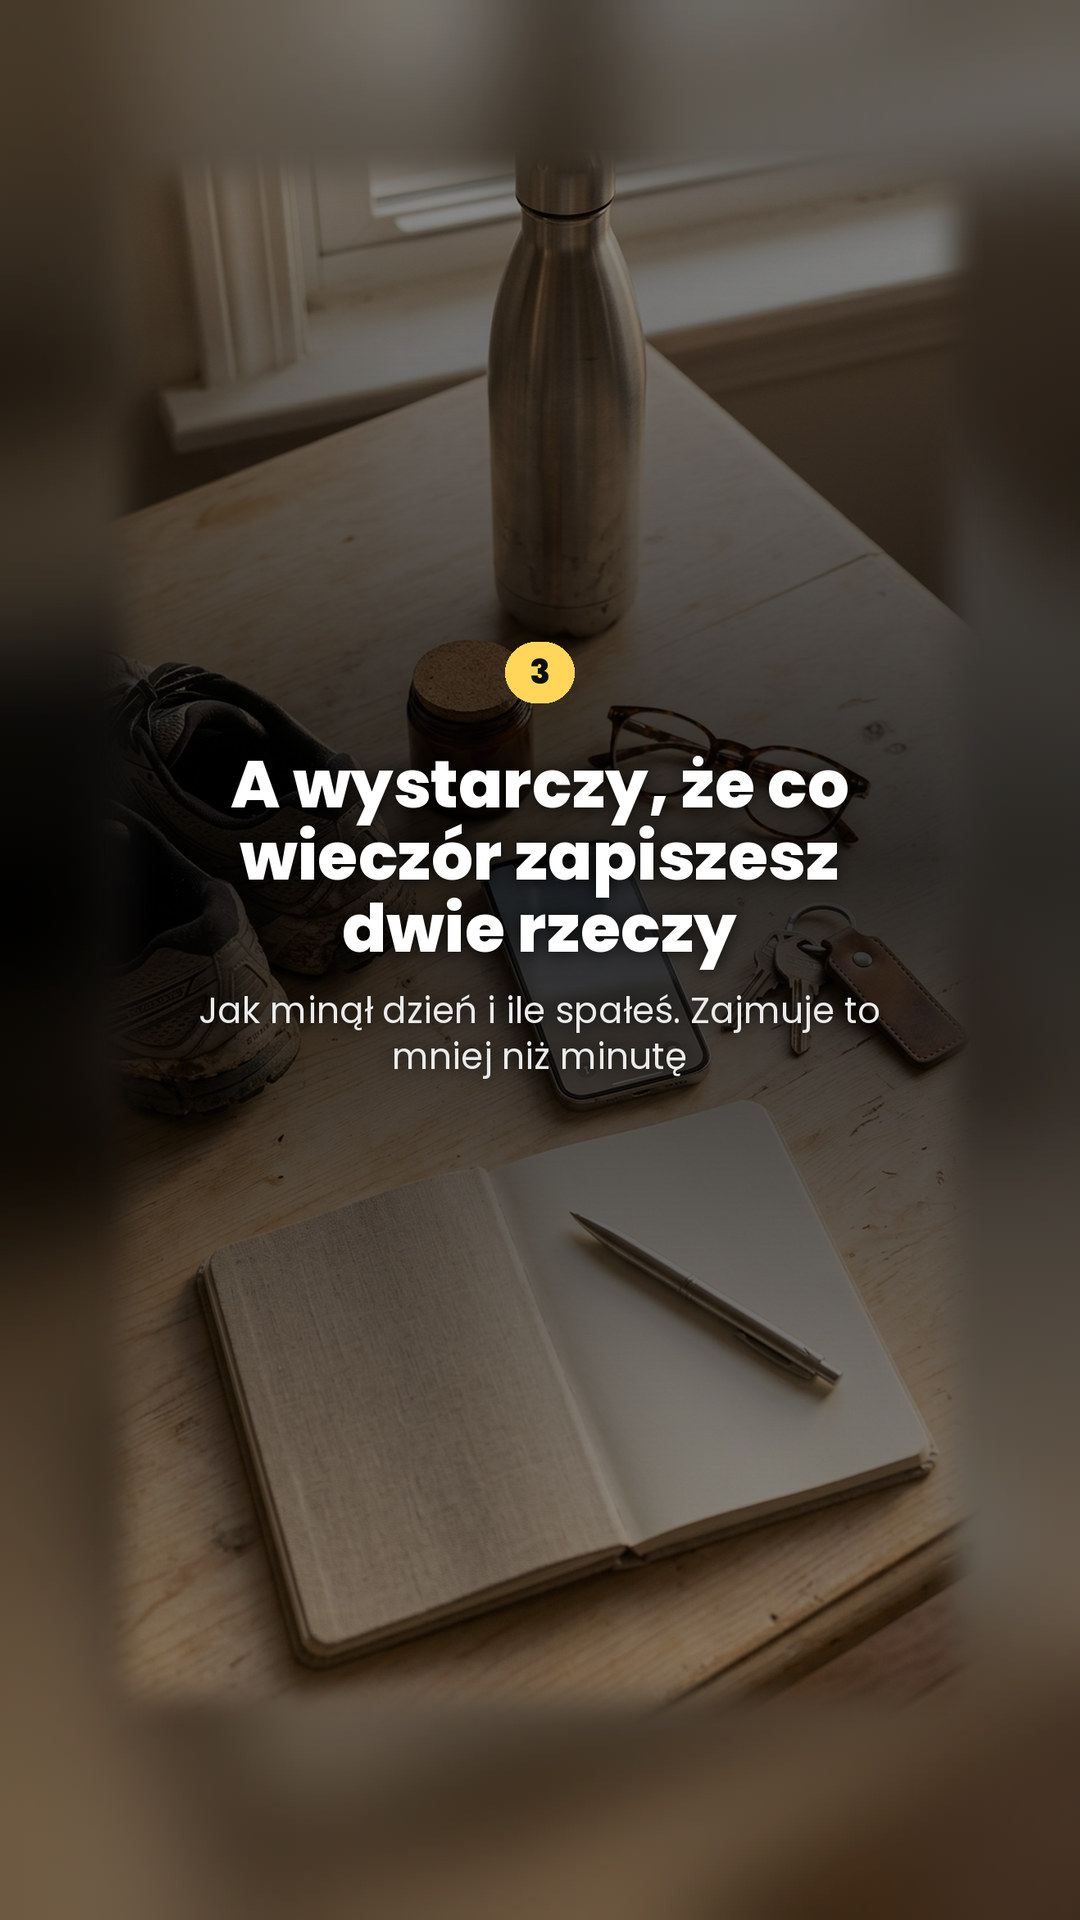 3
A wystarczy, że co
wieczór zapiszesz
dwie rzeczy
Jak minął dzień i ile spałeś. Zajmuje to
mniej niż minutę